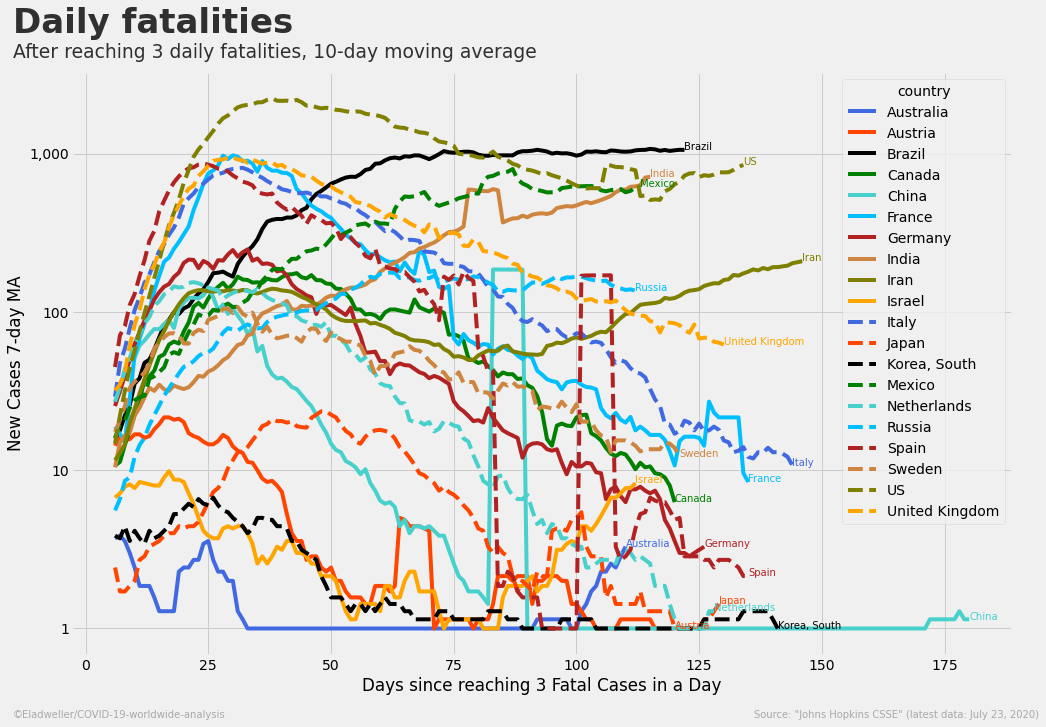 Daily fatalities
After reaching 3 daily fatalities, 10-day moving average
New Cases 7-day MA
1,000
100
10
1
0
25
50
75
100
125
150
175
Days since reaching 3 Fatal Cases in a Day
country
Australia
Austria
Brazil
Canada
China
France
Germany
India
Iran
Israel
Italy
Japan
Korea, South
Mexico
Netherlands
Russia
Spain
Sweden
US
United Kingdom
Brazil
US
India
Mexico
Iran
Russia
United Kingdom
Sweden
Italy
France
Israel
Canada
Australia
Germany
Spain
Japan
Netherlands
China
Austria
Korea, South
©Eladweller/COVID-19-worldwide-analysis
Source: "Johns Hopkins CSSE" (latest data: July 23, 2020)